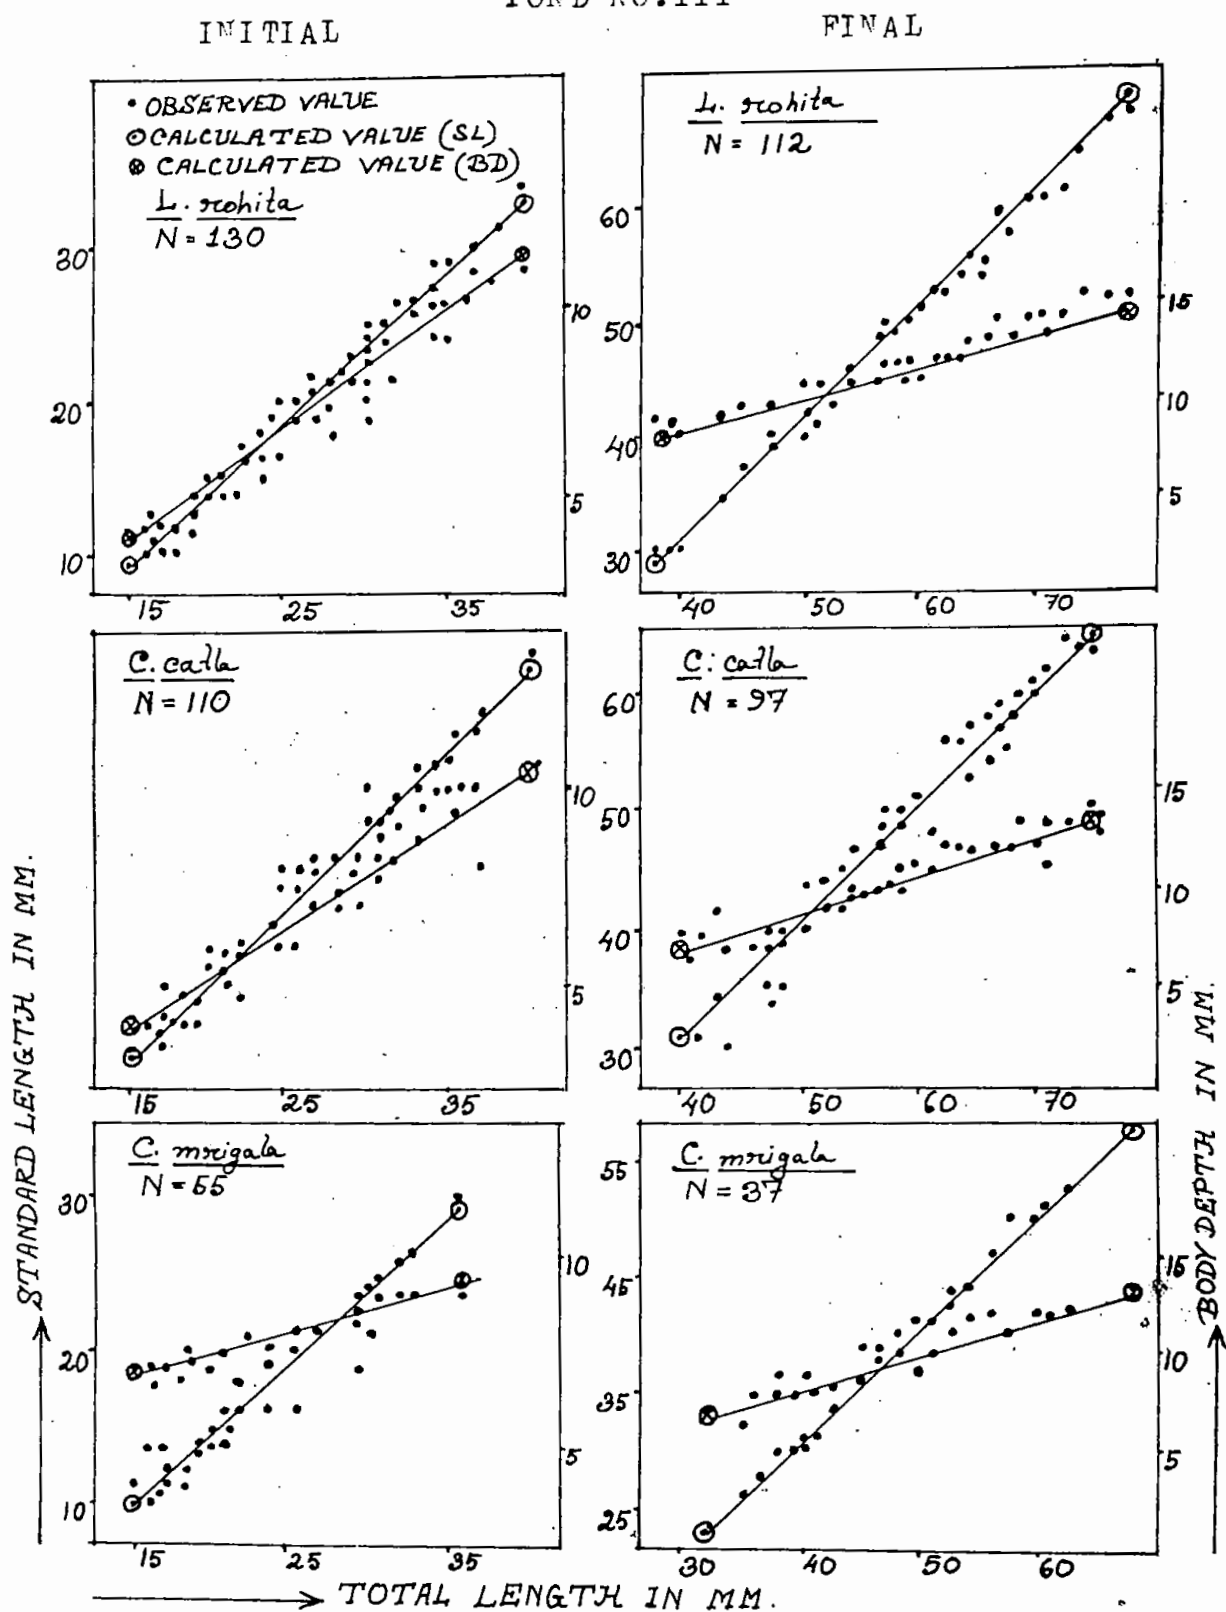 POND NO.III
INITIAL
FINAL
• OBSERVED VALUE
⊙ CALCULATED VALUE (SL)
⊗ CALCULATED VALUE (BD)
L. rohita
N = 130
30
20
10
10
5
15 25 35
L. rohita
N = 112
60
50
40
30
15
10
5
40 50 60 70
C. catla
N = 110
10
5
15 25 35
C. catla
N = 97
60
50
40
30
15
10
5
40 50 60 70
C. mrigala
N = 55
30
20
10
10
5
15 25 35
C. mrigala
N = 37
55
45
35
25
15
10
5
30 40 50 60
STANDARD LENGTH IN MM.
BODY DEPTH IN MM.
TOTAL LENGTH IN MM.